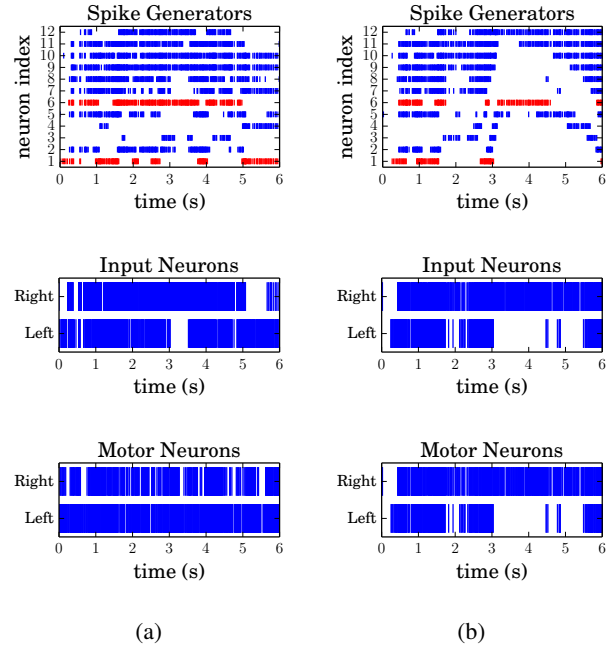 Spike Generators
neuron index
12
11
10
9
8
7
6
5
4
3
2
1
0 1 2 3 4 5 6
time (s)
Input Neurons
Right
Left
0 1 2 3 4 5 6
time (s)
Motor Neurons
Right
Left
0 1 2 3 4 5 6
time (s)
(a)
Spike Generators
neuron index
12
11
10
9
8
7
6
5
4
3
2
1
0 1 2 3 4 5 6
time (s)
Input Neurons
Right
Left
0 1 2 3 4 5 6
time (s)
Motor Neurons
Right
Left
0 1 2 3 4 5 6
time (s)
(b)